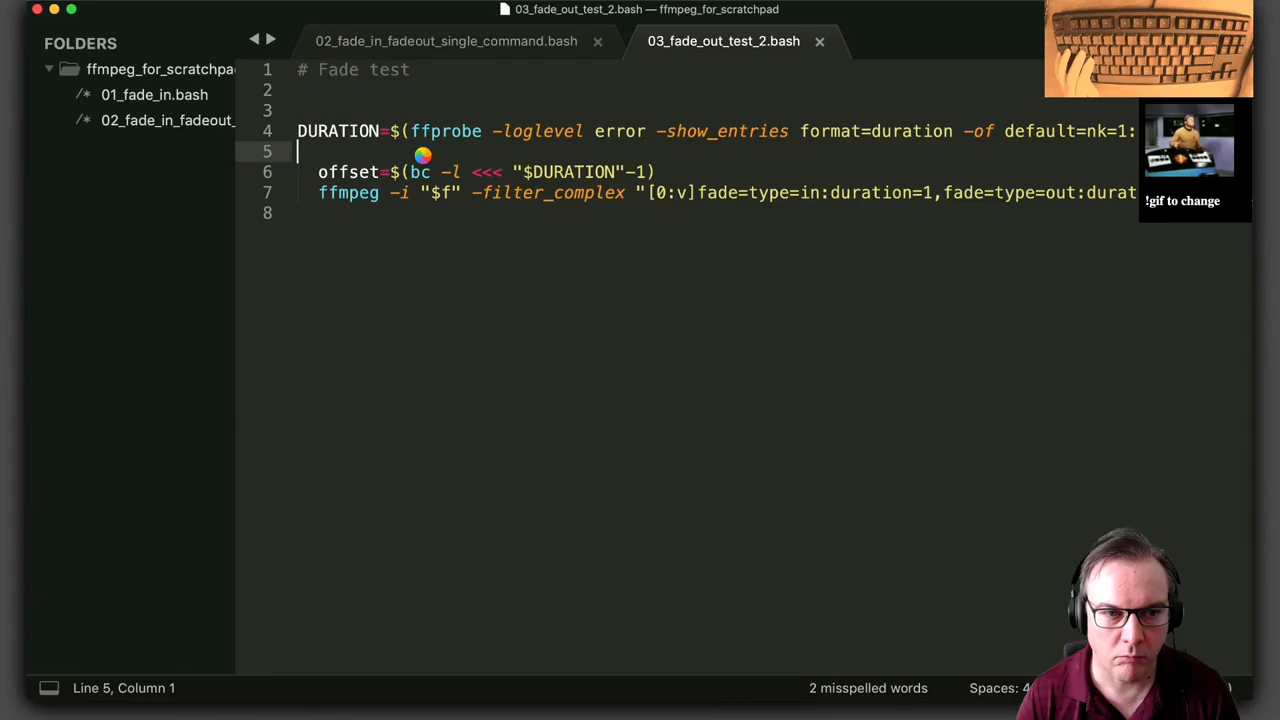 03_fade_out_test_2.bash — ffmpeg_for_scratchpad
FOLDERS
ffmpeg_for_scratchpa
/* 01_fade_in.bash
/* 02_fade_in_fadeout_
02_fade_in_fadeout_single_command.bash
03_fade_out_test_2.bash
1 # Fade test
2
3
4 DURATION=$(ffprobe -loglevel error -show_entries format=duration -of default=nk=1:
5
6 offset=$(bc -l <<< "$DURATION"-1)
7 ffmpeg -i "$f" -filter_complex "[0:v]fade=type=in:duration=1,fade=type=out:durat
8
!gif to change
Line 5, Column 1
2 misspelled words
Spaces: 4